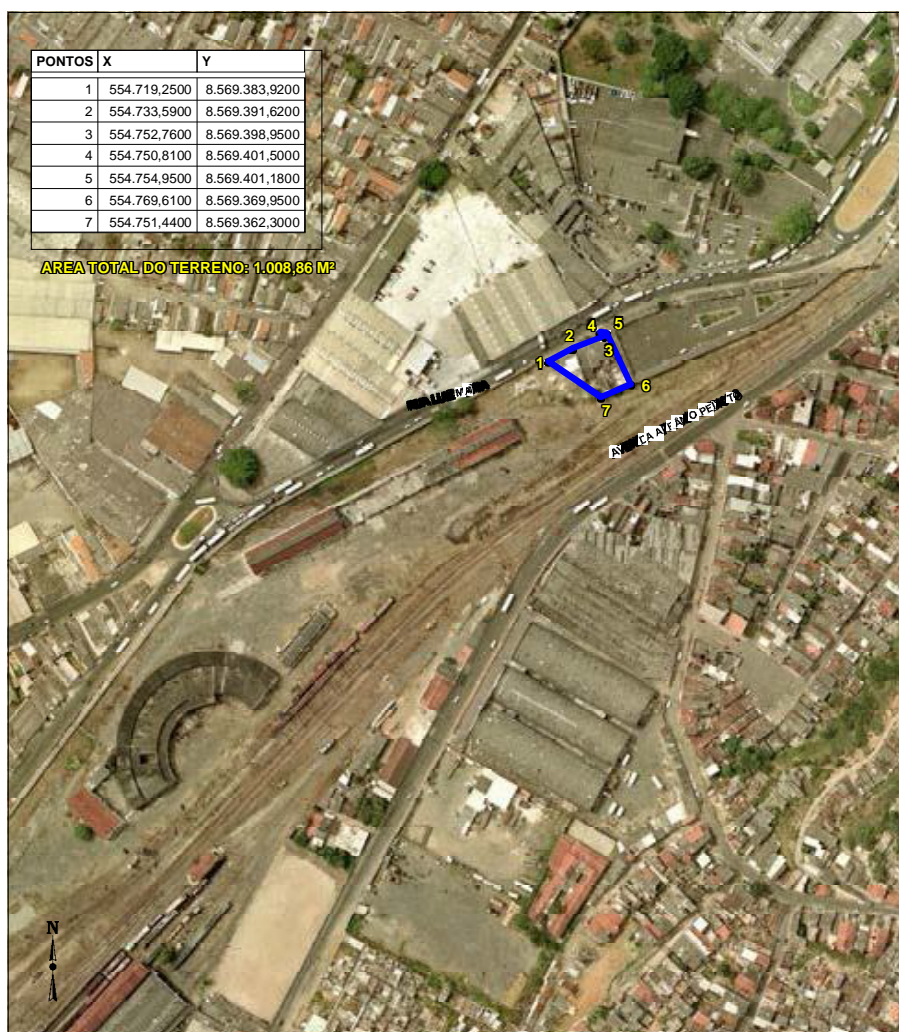 PONTOS X Y
1 554.719,2500 8.569.383,9200
2 554.733,5900 8.569.391,6200
3 554.752,7600 8.569.398,9500
4 554.750,8100 8.569.401,5000
5 554.754,9500 8.569.401,1800
6 554.769,6100 8.569.369,9500
7 554.751,4400 8.569.362,3000
AREA TOTAL DO TERRENO: 1.008,86 M²
4 5
2 3
1
6
7
N